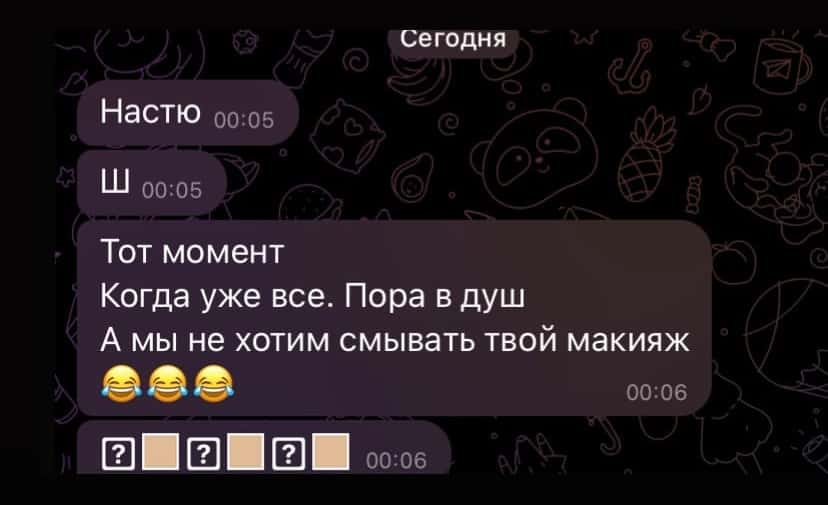 Сегодня
Настю 00:05
Ш 00:05
Тот момент
Когда уже все. Пора в душ
А мы не хотим смывать твой макияж
😂😂😂 00:06
00:06